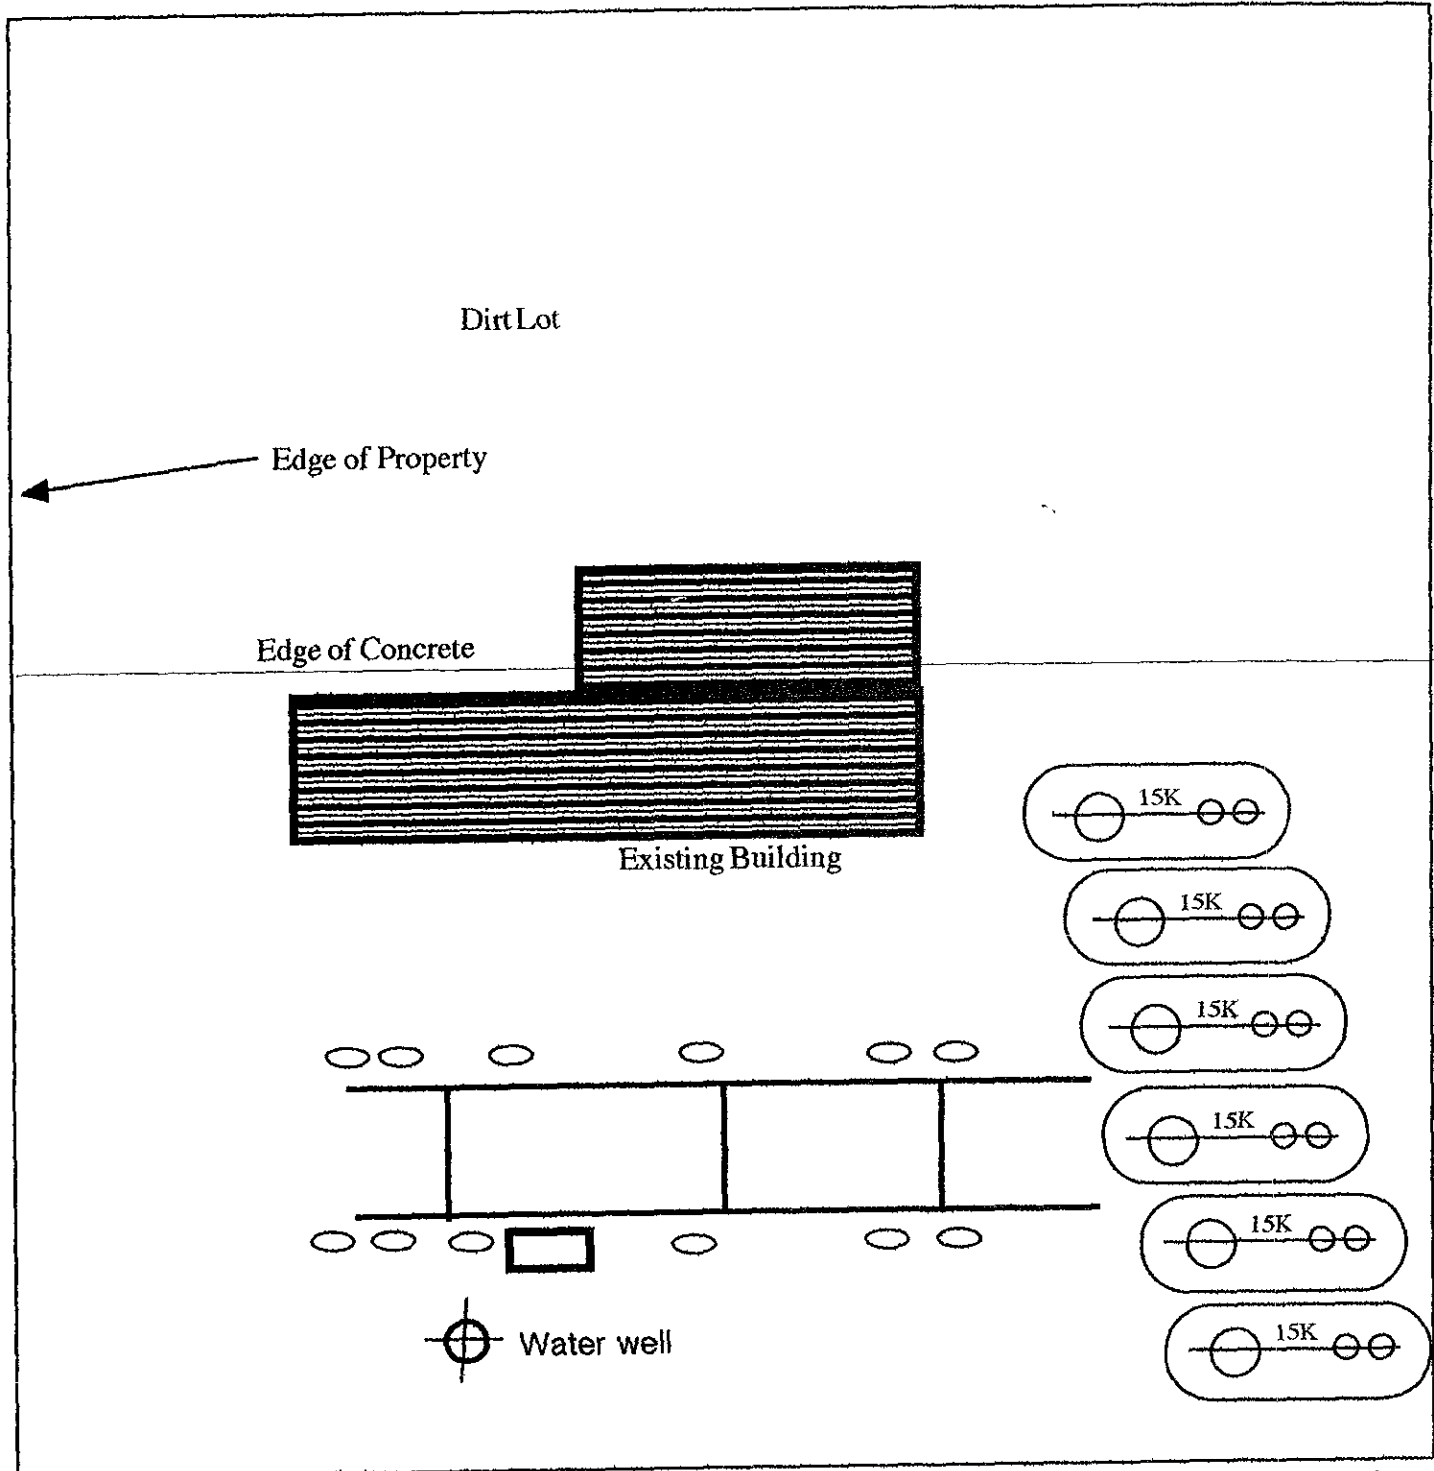 Dirt Lot
Edge of Property
Edge of Concrete
15K
Existing Building
15K
15K
15K
15K
15K
Water well